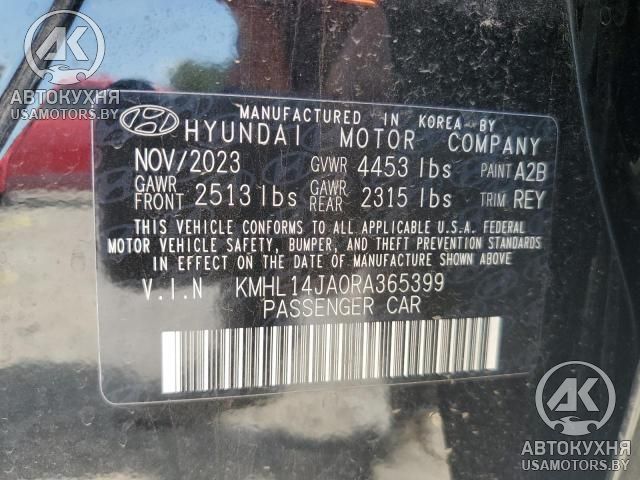 AK
АВТОКУХНЯ
USAMOTORS.BY
MANUFACTURED IN KOREA BY
HYUNDAI MOTOR COMPANY
NOV/2023 GVWR 4453 lbs PAINT A2B
GAWR FRONT 2513 lbs GAWR REAR 2315 lbs TRIM REY
THIS VEHICLE CONFORMS TO ALL APPLICABLE U.S.A. FEDERAL
MOTOR VEHICLE SAFETY, BUMPER, AND THEFT PREVENTION STANDARDS
IN EFFECT ON THE DATE OF MANUFACTURE SHOWN ABOVE
V.I.N KMHL14JA0RA365399
PASSENGER CAR
AK
АВТОКУХНЯ
USAMOTORS.BY